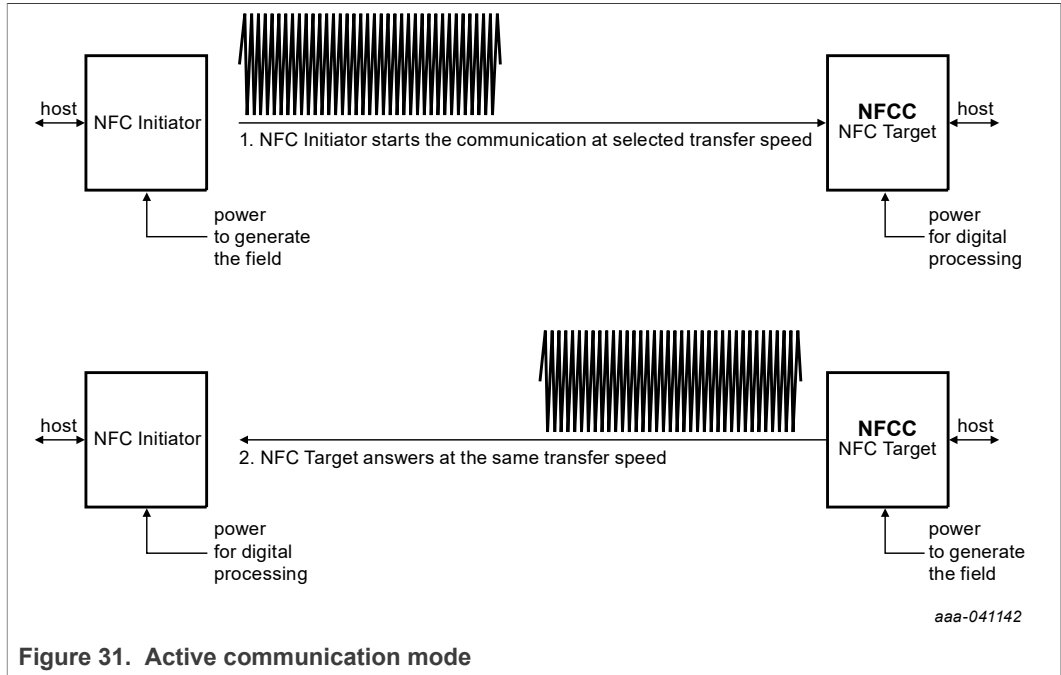 host
NFC Initiator
1. NFC Initiator starts the communication at selected transfer speed
NFCC
NFC Target
host
power
to generate
the field
power
for digital
processing
host
NFC Initiator
2. NFC Target answers at the same transfer speed
NFCC
NFC Target
host
power
for digital
processing
power
to generate
the field
aaa-041142
Figure 31. Active communication mode